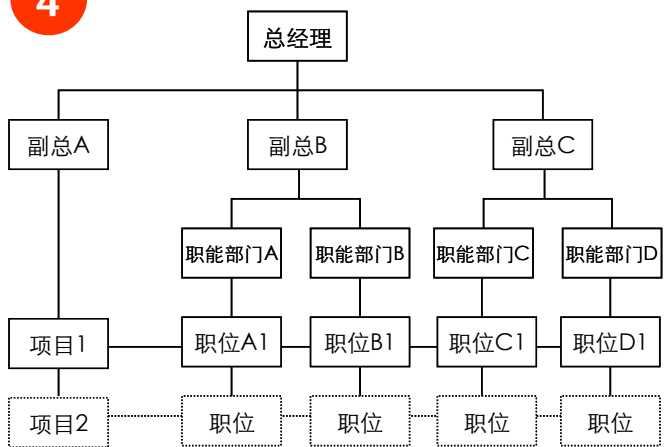 4
总经理
副总A
副总B
副总C
职能部门A
职能部门B
职能部门C
职能部门D
项目1
职位A1
职位B1
职位C1
职位D1
项目2
职位
职位
职位
职位